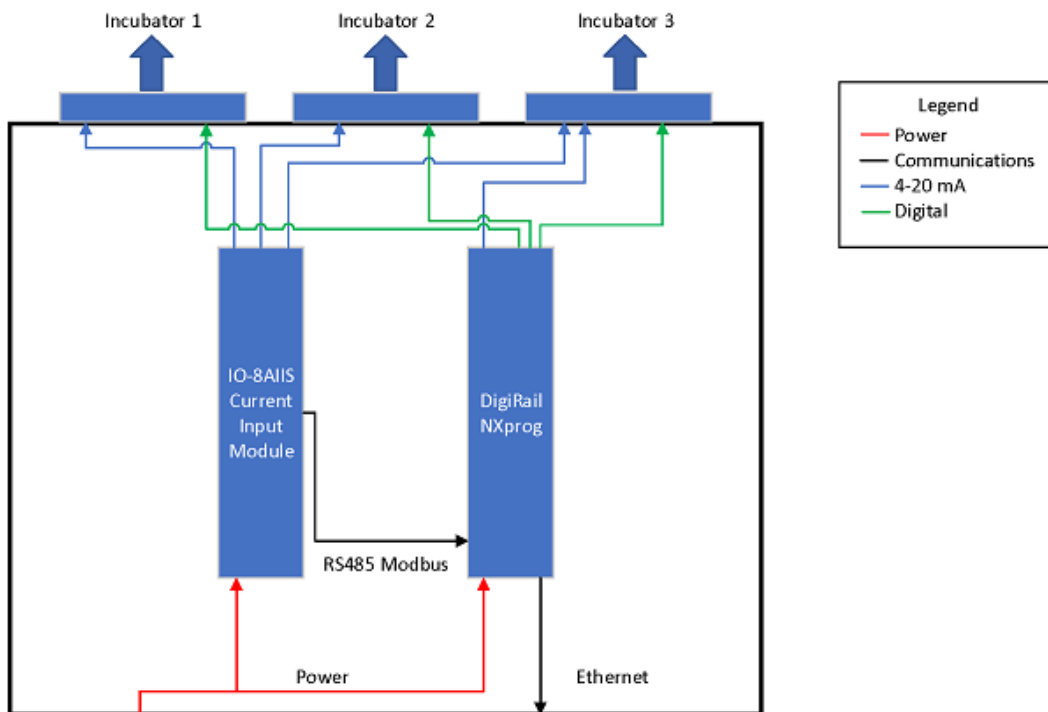 Incubator 1
Incubator 2
Incubator 3
Legend
Power
Communications
4-20 mA
Digital
IO-8AIIS
Current
Input
Module
DigiRail
NXprog
RS485 Modbus
Power
Ethernet